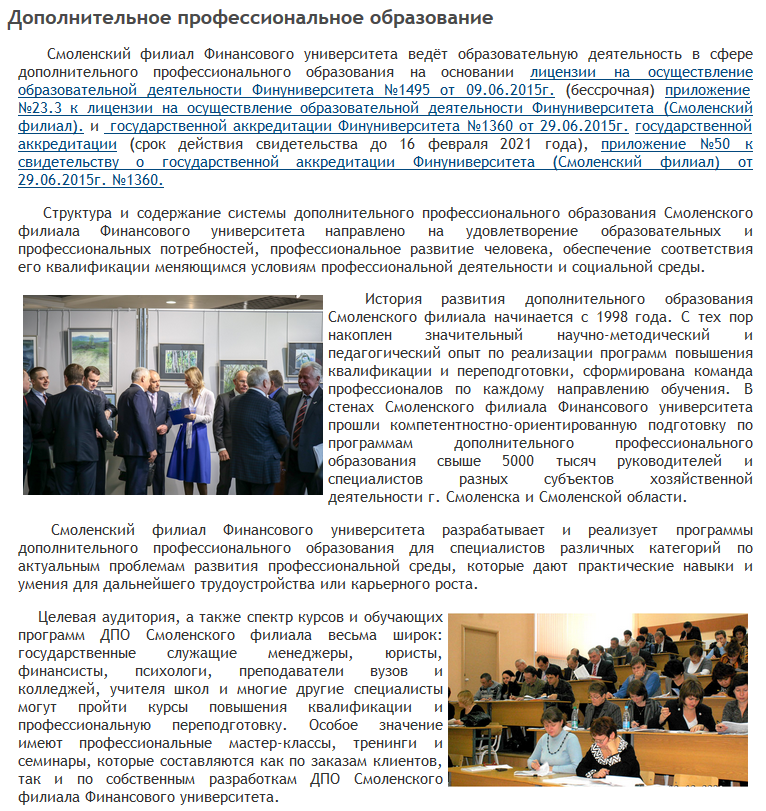 Дополнительное профессиональное образование
Смоленский филиал Финансового университета ведёт образовательную деятельность в сфере
дополнительного профессионального образования на основании лицензии на осуществление
образовательной деятельности Финуниверситета №1495 от 09.06.2015г. (бессрочная) приложение
№23.3 к лицензии на осуществление образовательной деятельности Финуниверситета (Смоленский
филиал). и государственной аккредитации Финуниверситета №1360 от 29.06.2015г. государственной
аккредитации (срок действия свидетельства до 16 февраля 2021 года), приложение №50 к
свидетельству о государственной аккредитации Финуниверситета (Смоленский филиал) от
29.06.2015г. №1360.
Структура и содержание системы дополнительного профессионального образования Смоленского
филиала Финансового университета направлено на удовлетворение образовательных и
профессиональных потребностей, профессиональное развитие человека, обеспечение соответствия
его квалификации меняющимся условиям профессиональной деятельности и социальной среды.
История развития дополнительного образования
Смоленского филиала начинается с 1998 года. С тех пор
накоплен значительный научно-методический и
педагогический опыт по реализации программ повышения
квалификации и переподготовки, сформирована команда
профессионалов по каждому направлению обучения. В
стенах Смоленского филиала Финансового университета
прошли компетентностно-ориентированную подготовку по
программам дополнительного профессионального
образования свыше 5000 тысяч руководителей и
специалистов разных субъектов хозяйственной
деятельности г. Смоленска и Смоленской области.
Смоленский филиал Финансового университета разрабатывает и реализует программы
дополнительного профессионального образования для специалистов различных категорий по
актуальным проблемам развития профессиональной среды, которые дают практические навыки и
умения для дальнейшего трудоустройства или карьерного роста.
Целевая аудитория, а также спектр курсов и обучающих
программ ДПО Смоленского филиала весьма широк:
государственные служащие менеджеры, юристы,
финансисты, психологи, преподаватели вузов и
колледжей, учителя школ и многие другие специалисты
могут пройти курсы повышения квалификации и
профессиональную переподготовку. Особое значение
имеют профессиональные мастер-классы, тренинги и
семинары, которые составляются как по заказам клиентов,
так и по собственным разработкам ДПО Смоленского
филиала Финансового университета.